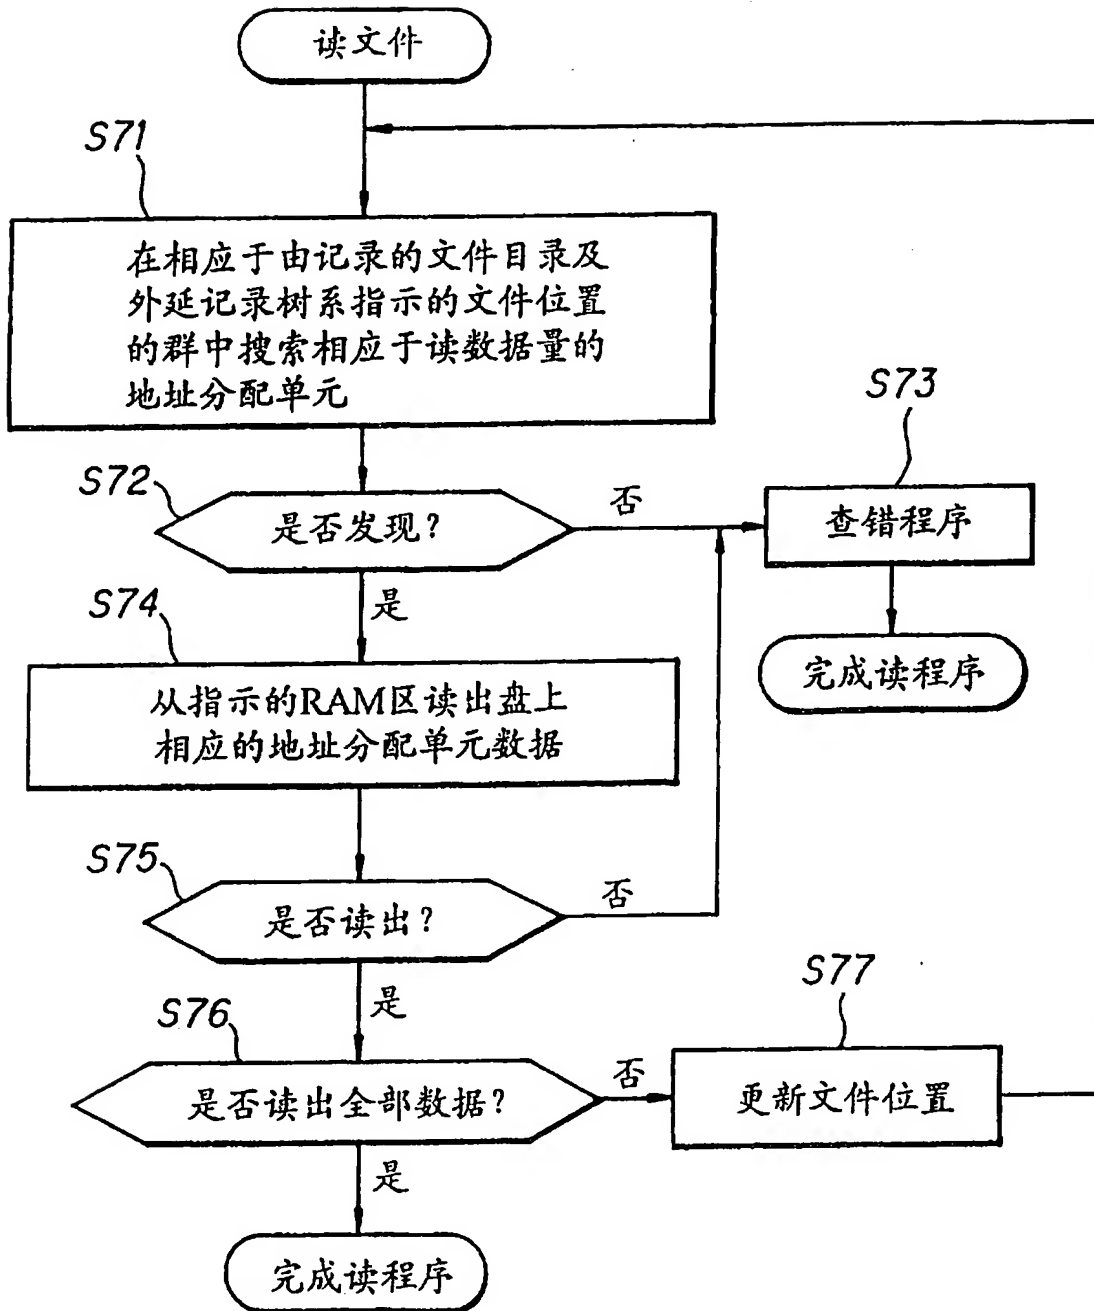 读文件
S71
在相应于由记录的文件目录及
外延记录树系指示的文件位置
的群中搜索相应于读数据量的
地址分配单元
S72
是否发现?
否
S73
查错程序
完成读程序
是
S74
从指示的RAM区读出盘上
相应的地址分配单元数据
S75
是否读出?
否
是
S76
是否读出全部数据?
否
S77
更新文件位置
是
完成读程序